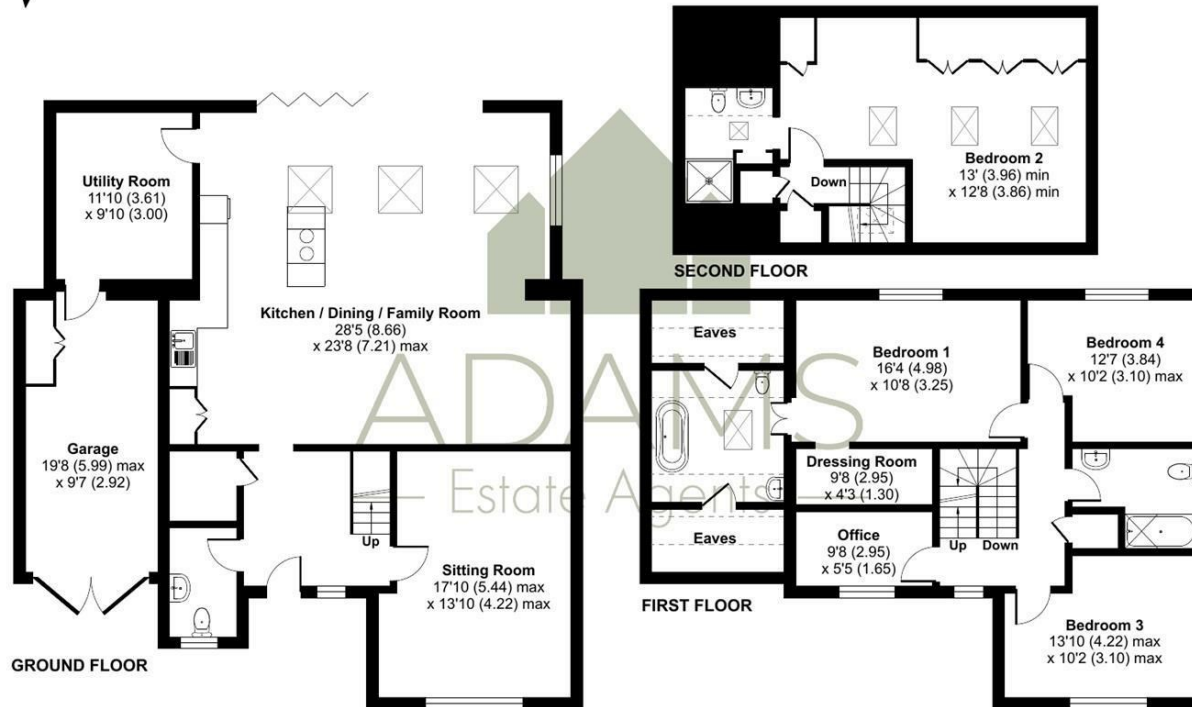 Utility Room
11'10 (3.61)
x 9'10 (3.00)
Kitchen / Dining / Family Room
28'5 (8.66)
x 23'8 (7.21) max
Garage
19'8 (5.99) max
x 9'7 (2.92)
Up
Sitting Room
17'10 (5.44) max
x 13'10 (4.22) max
GROUND FLOOR
Bedroom 2
13' (3.96) min
x 12'8 (3.86) min
Down
SECOND FLOOR
Eaves
Bedroom 1
16'4 (4.98)
x 10'8 (3.25)
Bedroom 4
12'7 (3.84)
x 10'2 (3.10) max
Dressing Room
9'8 (2.95)
x 4'3 (1.30)
Eaves
Office
9'8 (2.95)
x 5'5 (1.65)
Up Down
Bedroom 3
13'10 (4.22) max
x 10'2 (3.10) max
FIRST FLOOR
ADAMS
Estate Agents